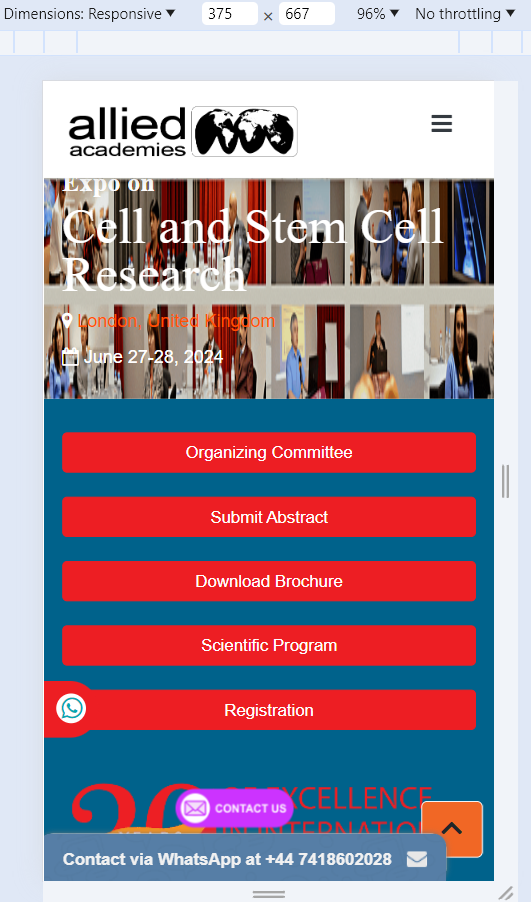 Dimensions: Responsive ▼ 375 × 667 96% ▼ No throttling ▼
allied
academies
Expo on
Cell and Stem Cell
Research
London, United Kingdom
June 27-28, 2024
Organizing Committee
Submit Abstract
Download Brochure
Scientific Program
Registration
20 OF EXCELLENCE
CONTACT US
IN INTERNATIO
Contact via WhatsApp at +44 7418602028